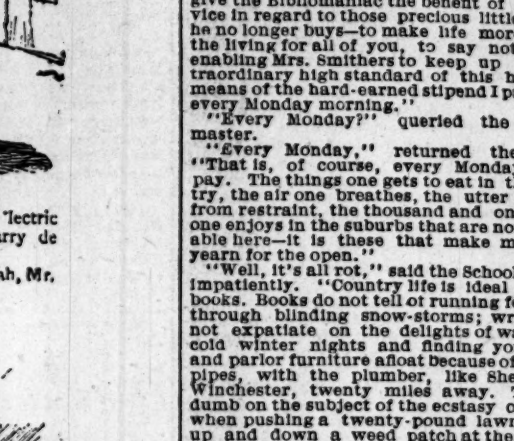 'lectric
rry de
ah, Mr.
give the Bibliomaniac the benefit of
vice in regard to those precious littl
he no longer buys—to make life mor
the living for all of you, to say not
enabling Mrs. Smithers to keep up
traordinary high standard of this h
means of the hard-earned stipend I p
every Monday morning."
"Every Monday?" queried the
master.
"Every Monday," returned the
"That is, of course, every Monday
pay. The things one gets to eat in t
try, the air one breathes, the utter
from restraint, the thousand and on
one enjoys in the suburbs that are no
able here—it is these that make m
yearn for the open."
"Well, it's all rot," said the School
impatiently. "Country life is ideal
books. Books do not tell of running f
through blinding snow-storms; wr
not expatiate on the delights of wa
cold winter nights and finding yo
and parlor furniture afloat because of
pipes, with the plumber, like She
Winchester, twenty miles away.
dumb on the subject of the ecstasy o
when pushing a twenty-pound lawn
up and down a weed patch at the